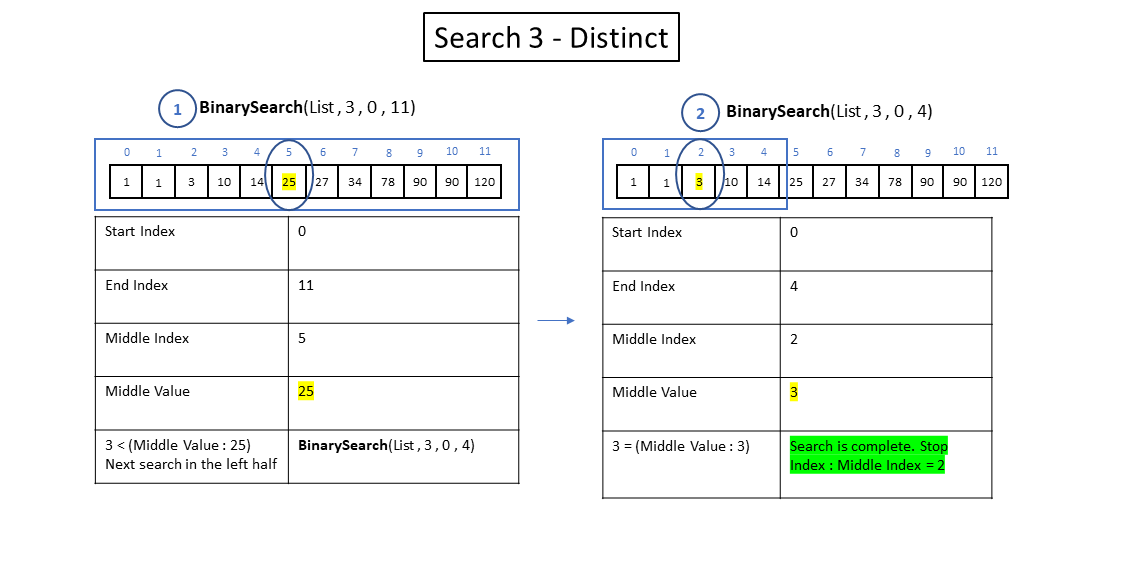 Search 3 - Distinct
1 BinarySearch(List , 3 , 0 , 11)
0 1 2 3 4 5 6 7 8 9 10 11
1 1 3 10 14 25 27 34 78 90 90 120
Start Index 0
End Index 11
Middle Index 5
Middle Value 25
3 < (Middle Value : 25) BinarySearch(List , 3 , 0 , 4)
Next search in the left half
2 BinarySearch(List , 3 , 0 , 4)
0 1 2 3 4 5 6 7 8 9 10 11
1 1 3 10 14 25 27 34 78 90 90 120
Start Index 0
End Index 4
Middle Index 2
Middle Value 3
3 = (Middle Value : 3) Search is complete. Stop
Index : Middle Index = 2